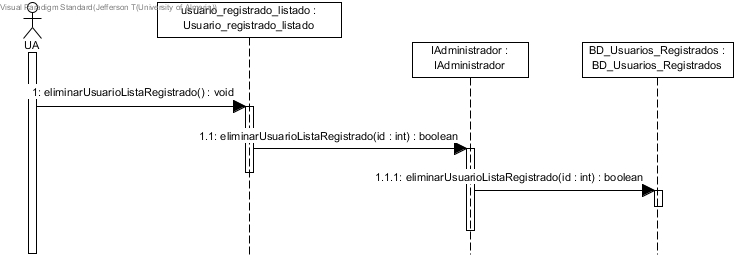 Visual Paradigm Standard(Jefferson T(University of Almeria))
usuario_registrado_listado :
Usuario_registrado_listado
UA
IAdministrador :
IAdministrador
BD_Usuarios_Registrados :
BD_Usuarios_Registrados
1: eliminarUsuarioListaRegistrado() : void
1.1: eliminarUsuarioListaRegistrado(id : int) : boolean
1.1.1: eliminarUsuarioListaRegistrado(id : int) : boolean